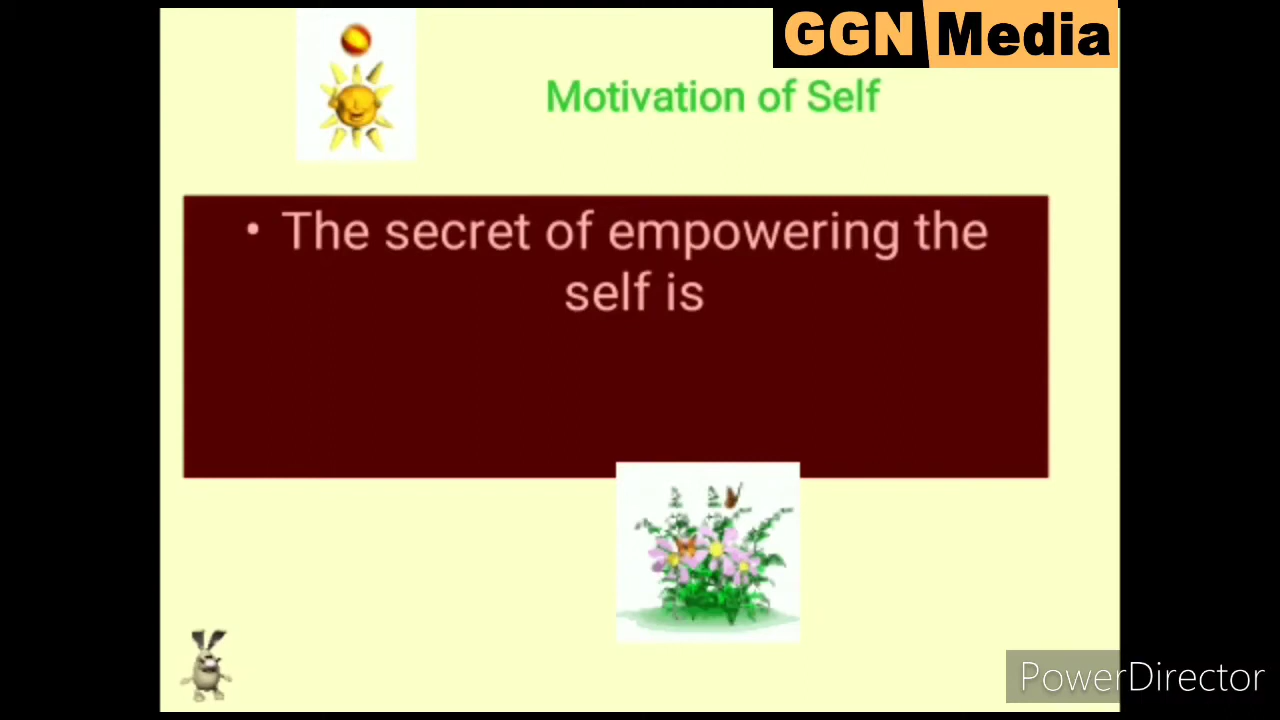 GGN Media
Motivation of Self
• The secret of empowering the
self is
PowerDirector